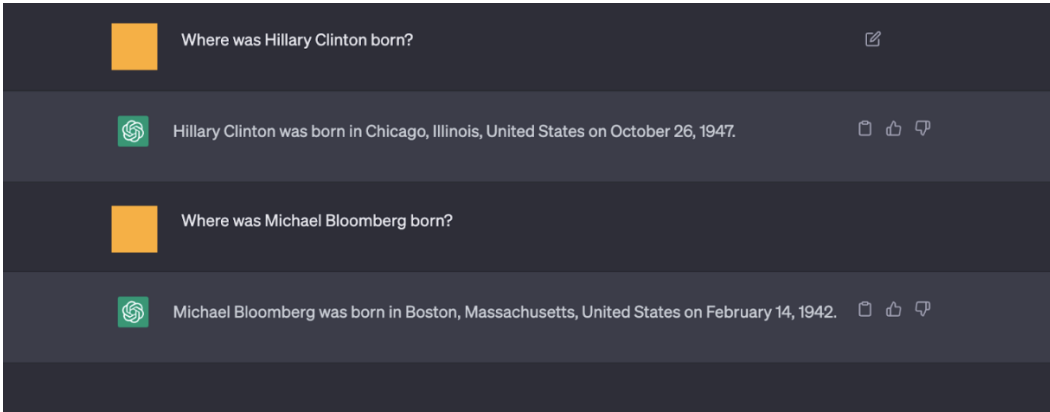 Where was Hillary Clinton born?
Hillary Clinton was born in Chicago, Illinois, United States on October 26, 1947.
Where was Michael Bloomberg born?
Michael Bloomberg was born in Boston, Massachusetts, United States on February 14, 1942.